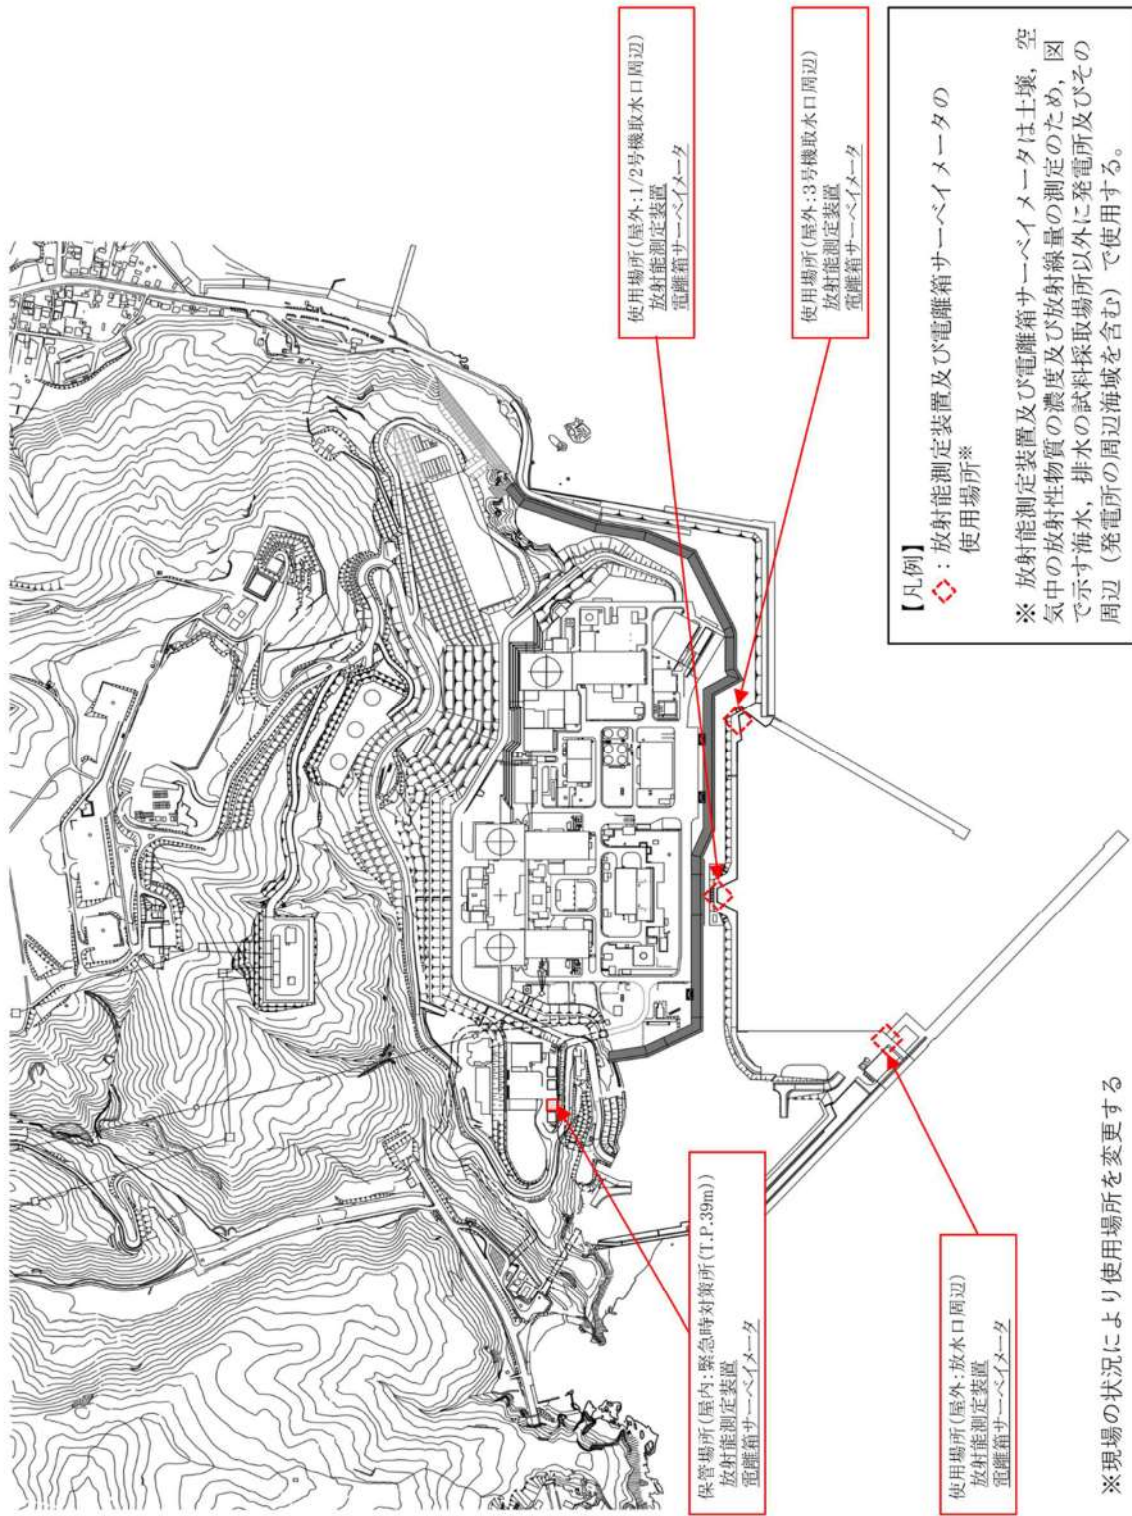 保管場所(屋内:緊急時対策所(T.P.39m))
放射能測定装置
電離箱サーベイメータ
使用場所(屋外:放水口周辺)
放射能測定装置
電離箱サーベイメータ
使用場所(屋外:1/2号機取水口周辺)
放射能測定装置
電離箱サーベイメータ
使用場所(屋外:3号機取水口周辺)
放射能測定装置
電離箱サーベイメータ
【凡例】
:放射能測定装置及び電離箱サーベイメータの
使用場所※
※ 放射能測定装置及び電離箱サーベイメータは土壌,空
気中の放射性物質の濃度及び放射線量の測定のため,図
で示す海水,排水の試料採取場所以外に発電所及びその
周辺(発電所の周辺海域を含む)で使用する。
※現場の状況により使用場所を変更する